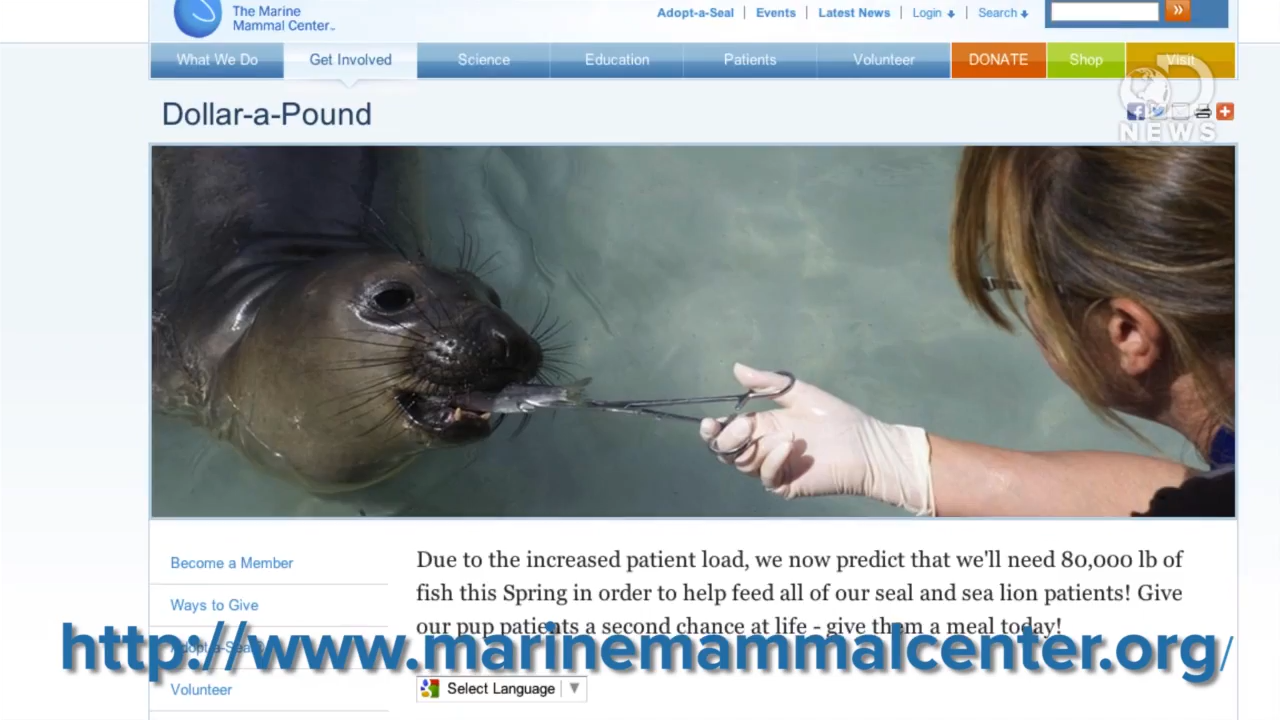 The Marine
Mammal Center
Adopt-a-Seal | Events | Latest News | Login | Search
What We Do Get Involved Science Education Patients Volunteer DONATE Shop Visit
Dollar-a-Pound
D
NEWS
Due to the increased patient load, we now predict that we'll need 80,000 lb of
fish this Spring in order to help feed all of our seal and sea lion patients! Give
our pup patients a second chance at life - give them a meal today!
Become a Member
Ways to Give
Adopt-a-Seal
Volunteer
Select Language
http://www.marinemammalcenter.org/